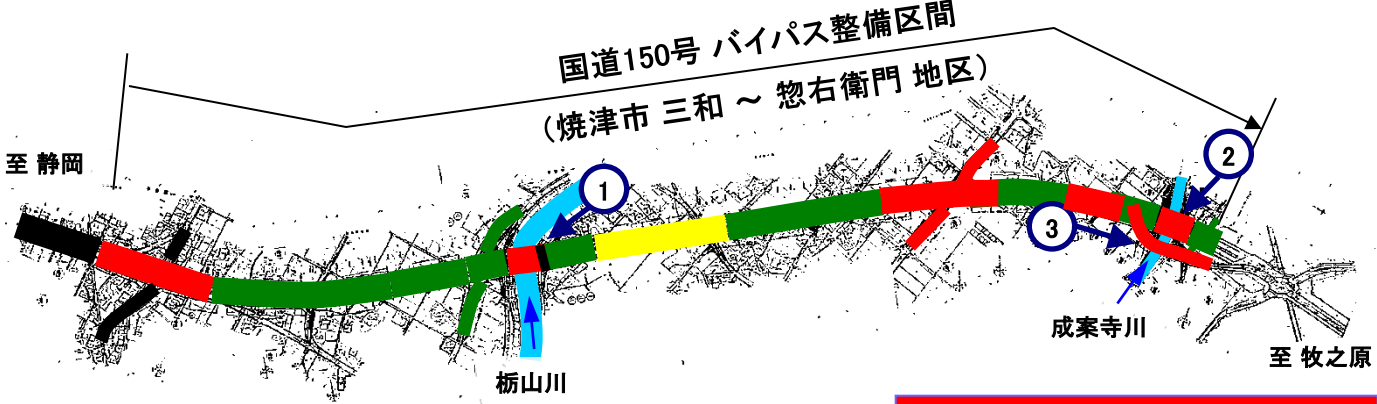 国道150号 バイパス整備区間
(焼津市 三和 ～ 惣右衛門 地区)
至 静岡
1
2
3
成案寺川
至 牧之原
栃山川